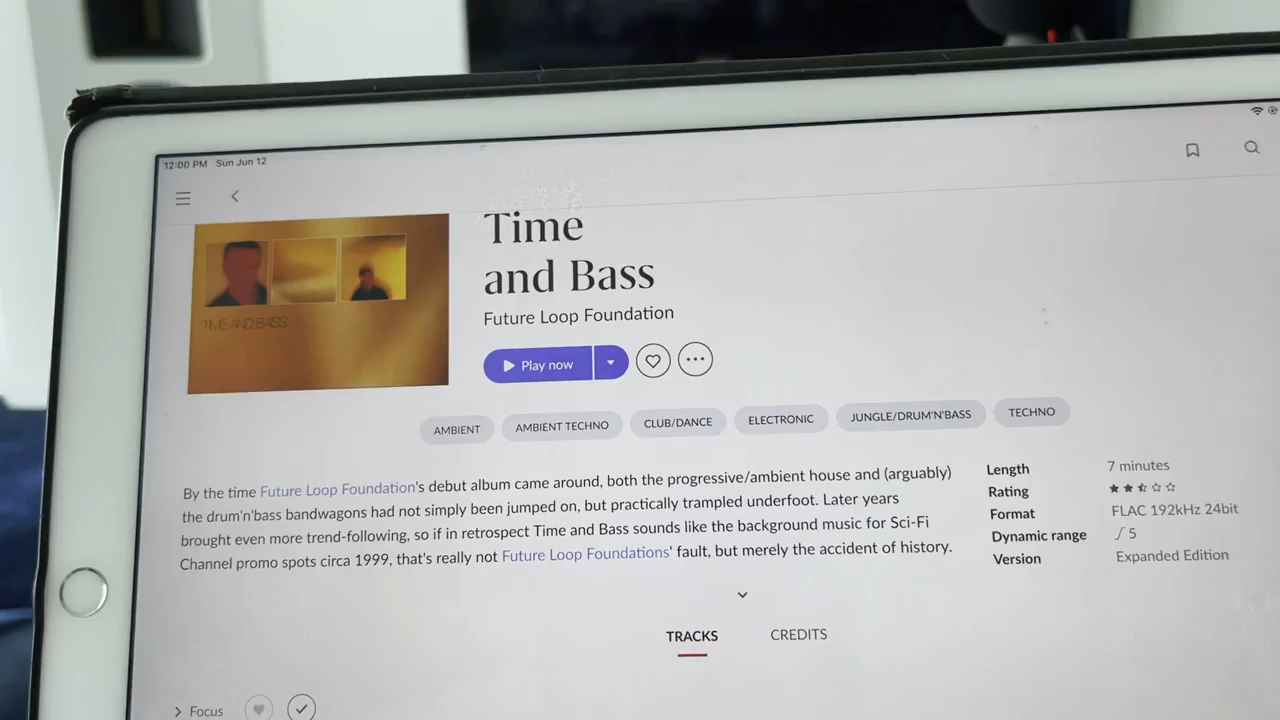 12:00 PM Sun Jun 12
TIME AND BASS
Time
and Bass
Future Loop Foundation
Play now
AMBIENT
AMBIENT TECHNO
CLUB/DANCE
ELECTRONIC
JUNGLE/DRUM'N'BASS
TECHNO
By the time Future Loop Foundation's debut album came around, both the progressive/ambient house and (arguably)
the drum'n'bass bandwagons had not simply been jumped on, but practically trampled underfoot. Later years
brought even more trend-following, so if in retrospect Time and Bass sounds like the background music for Sci-Fi
Channel promo spots circa 1999, that's really not Future Loop Foundations' fault, but merely the accident of history.
Length 7 minutes
Rating
Format FLAC 192kHz 24bit
Dynamic range 5
Version Expanded Edition
TRACKS CREDITS
Focus